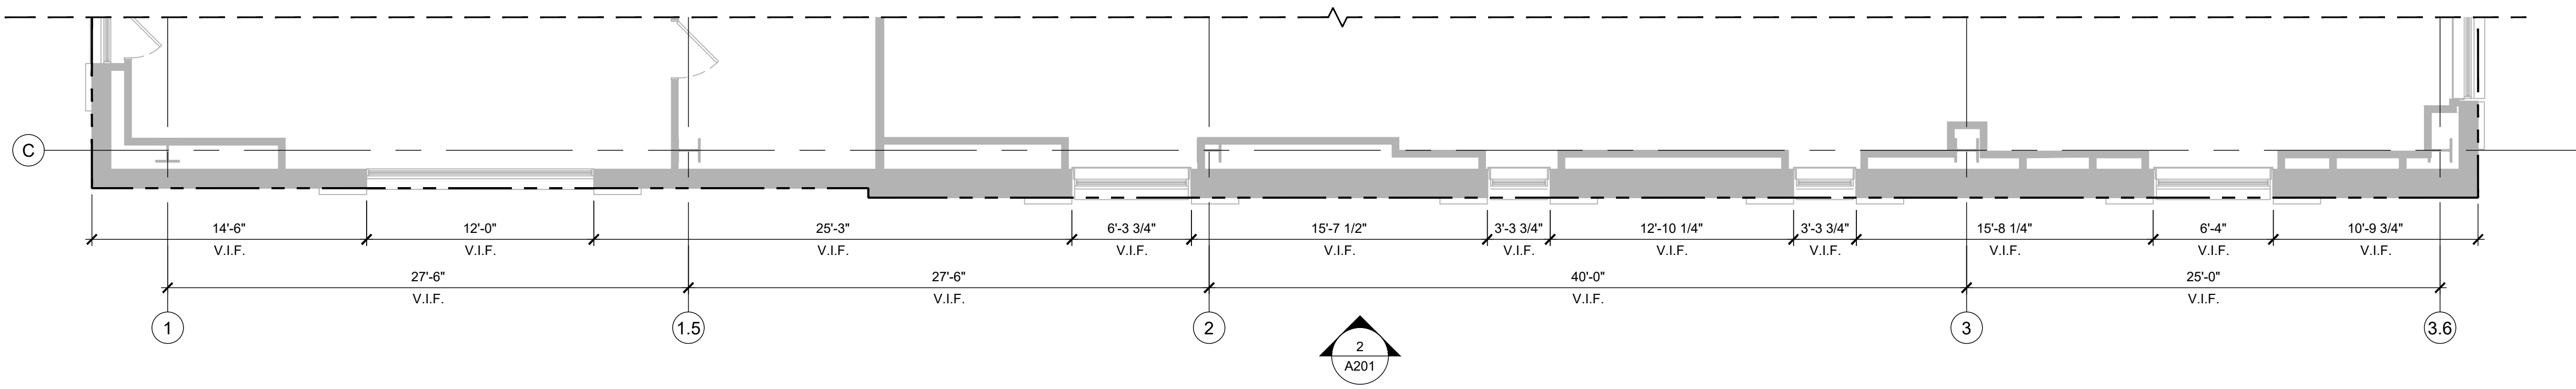 C
14'-6" 12'-0" 25'-3" 6'-3 3/4" 15'-7 1/2" 3'-3 3/4" 12'-10 1/4" 3'-3 3/4" 15'-8 1/4" 6'-4" 10'-9 3/4"
V.I.F. V.I.F. V.I.F. V.I.F. V.I.F. V.I.F. V.I.F. V.I.F. V.I.F. V.I.F. V.I.F.
27'-6" 27'-6" 40'-0" 25'-0"
V.I.F. V.I.F. V.I.F. V.I.F.
1 1.5 2 3 3.6
2
A201